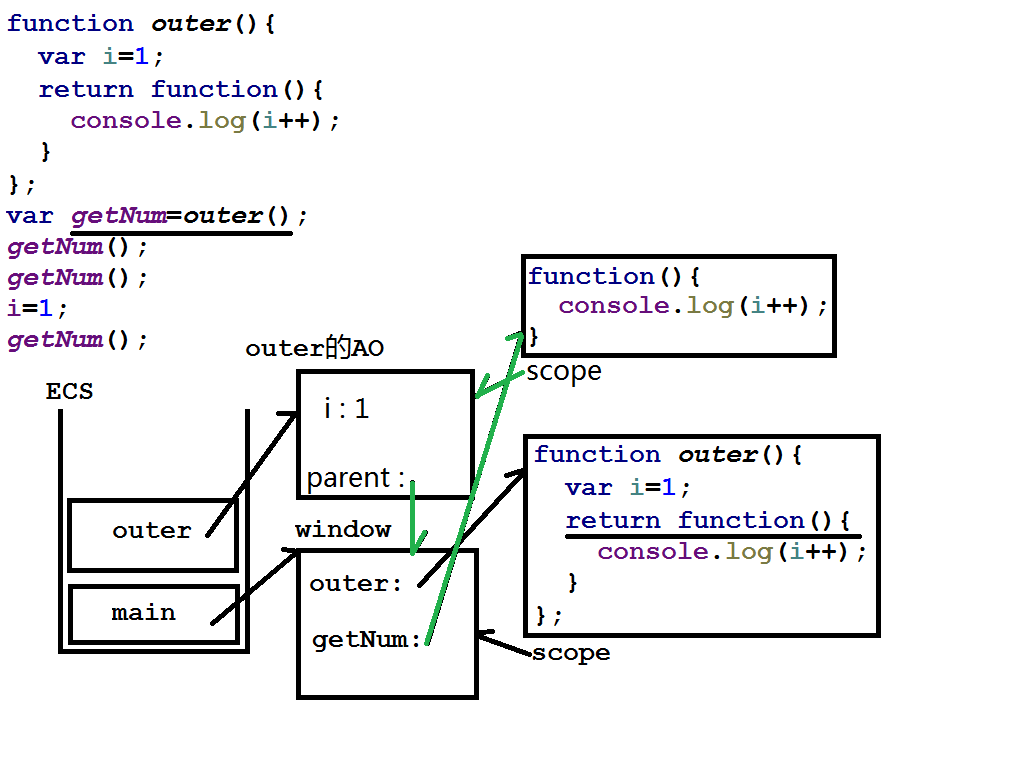 function outer(){
  var i=1;
  return function(){
    console.log(i++);
  }
};
var getNum=outer();
getNum();
getNum();
i=1;
getNum();
ECS
outer
main
outer的AO
i : 1
parent :
window
outer:
getNum:
function(){
  console.log(i++);
}
scope
function outer(){
  var i=1;
  return function(){
    console.log(i++);
  }
};
scope